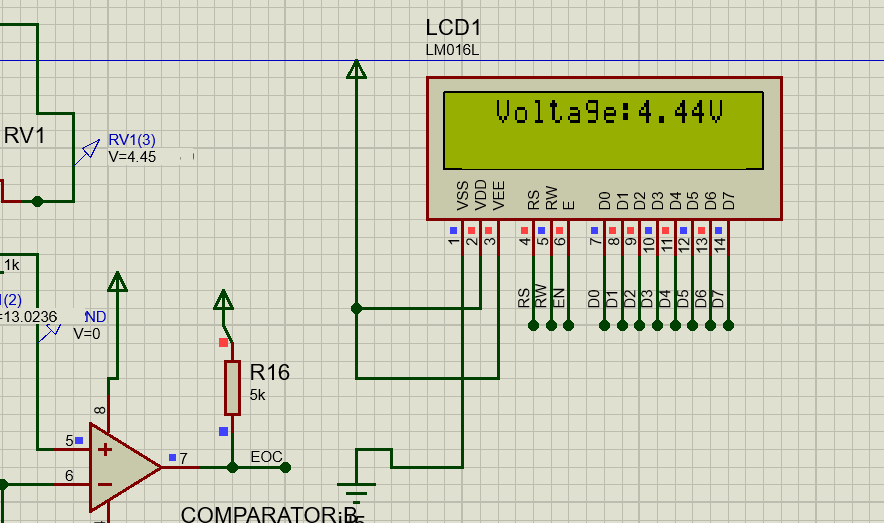 LCD1
LM016L
Voltage:4.44V
RV1
RV1(3)
V=4.45
VSS
VDD
VEE
RS
RW
E
D0
D1
D2
D3
D4
D5
D6
D7
1
2
3
4
5
6
7
8
9
10
11
12
13
14
RS
RW
EN
D0
D1
D2
D3
D4
D5
D6
D7
1k
(2)
=13.0236
ND
V=0
R16
5k
8
5
6
7
EOC
COMPARATOR